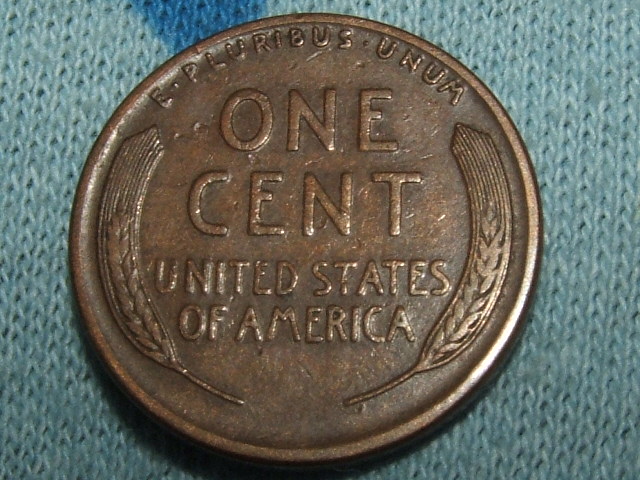 E·PLURIBUS·UNUM
ONE
CENT
UNITED STATES
OF AMERICA